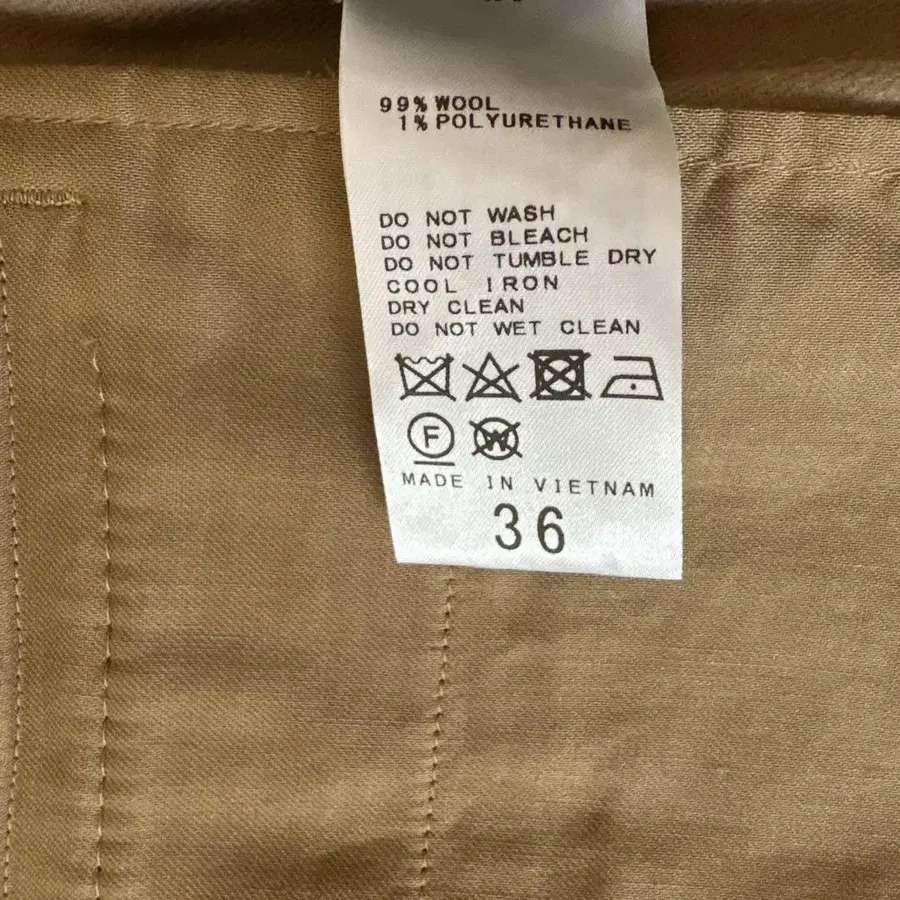 99% WOOL
1% POLYURETHANE
DO NOT WASH
DO NOT BLEACH
DO NOT TUMBLE DRY
COOL IRON
DRY CLEAN
DO NOT WET CLEAN
F W
MADE IN VIETNAM
36